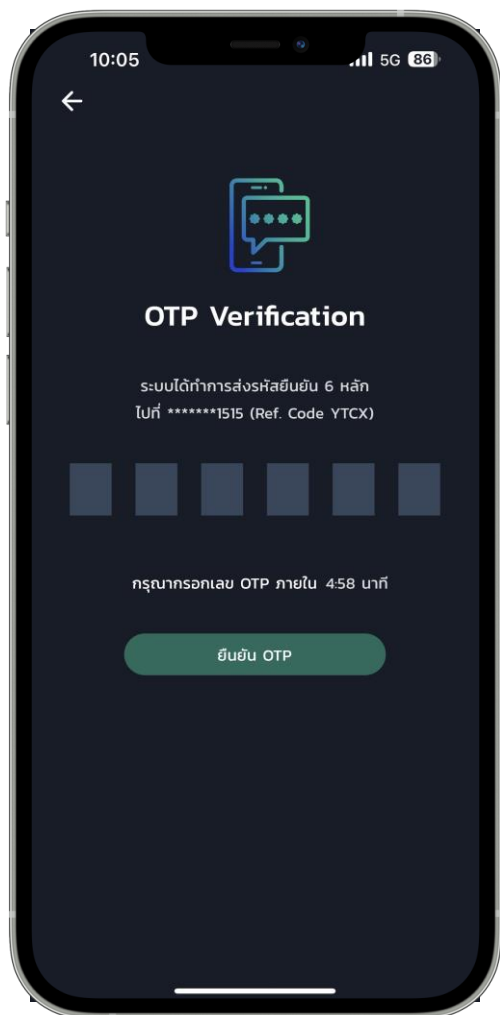 10:05
5G 86
OTP Verification
ระบบได้ทำการส่งรหัสยืนยัน 6 หลัก
ไปที่ *******1515 (Ref. Code YTCX)
กรุณากรอกเลข OTP ภายใน 4:58 นาที
ยืนยัน OTP